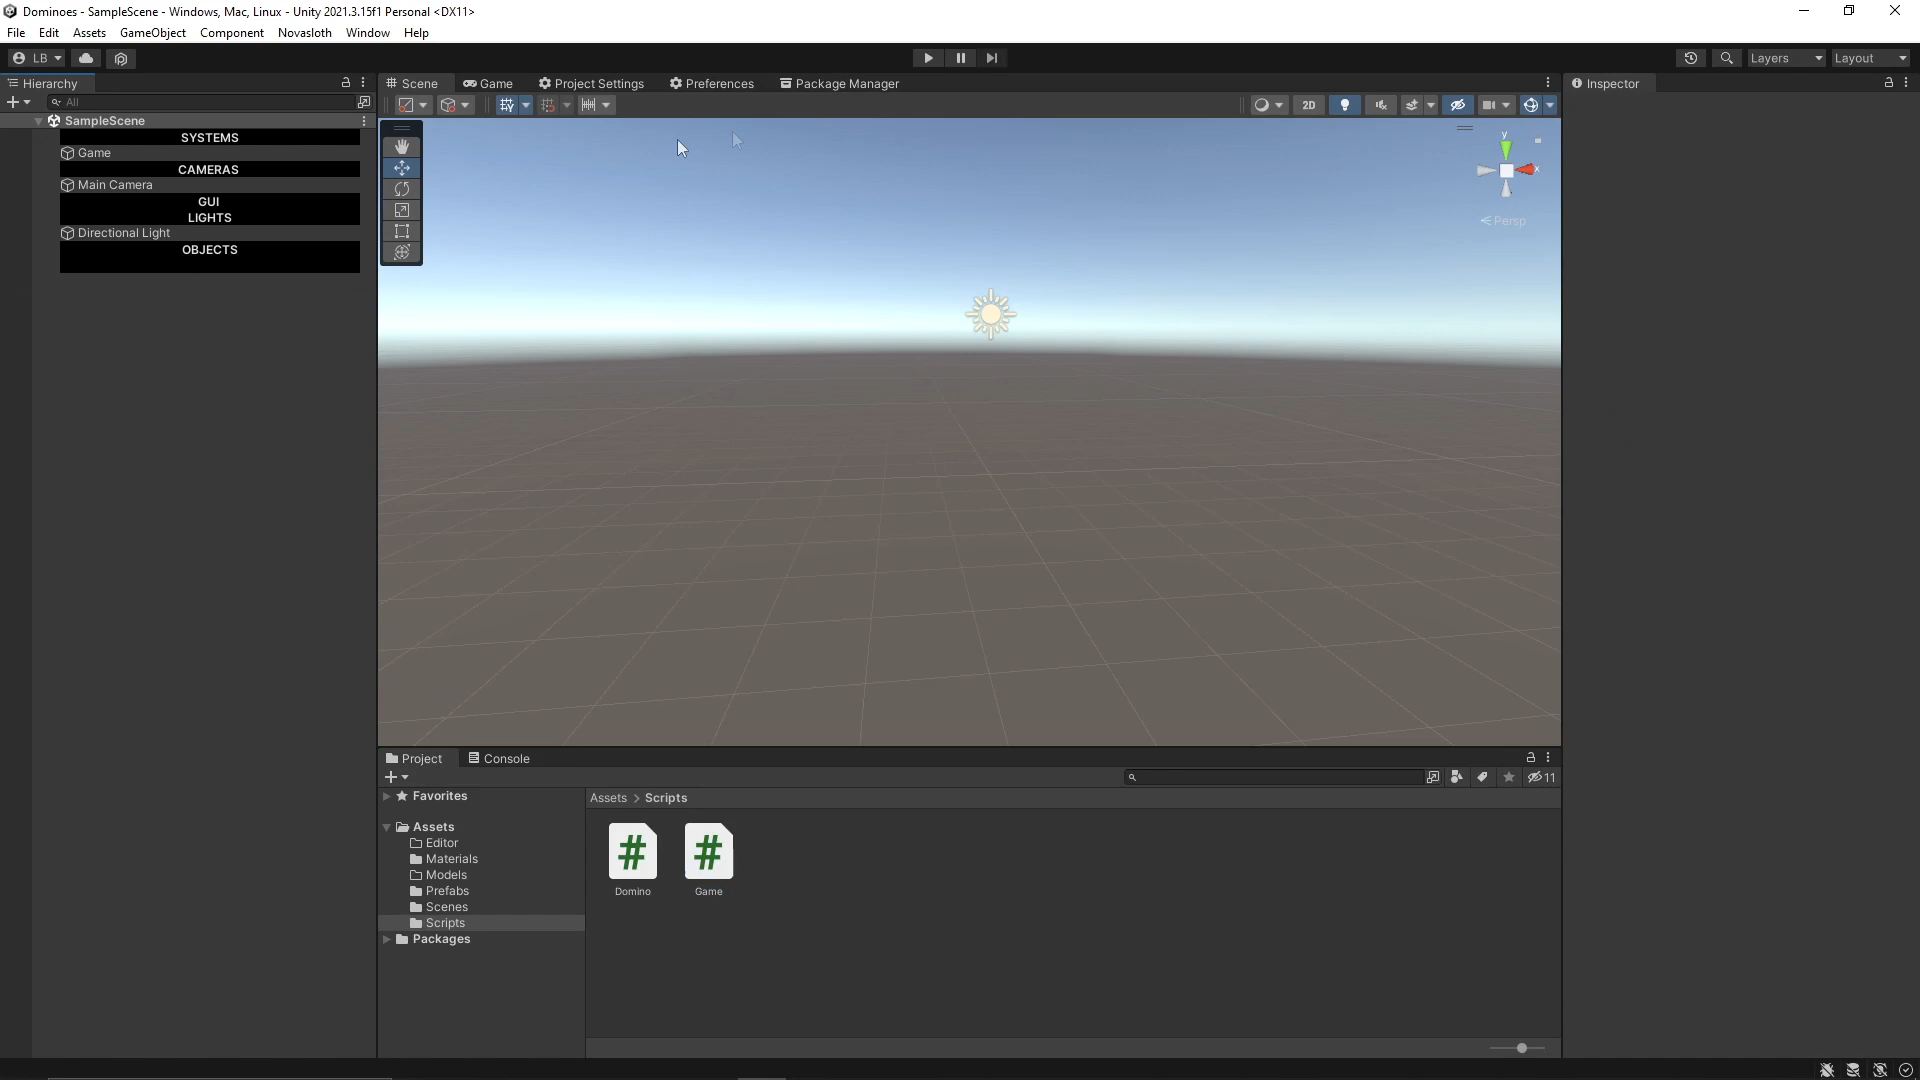 Dominoes - SampleScene - Windows, Mac, Linux - Unity 2021.3.15f1 Personal <DX11>
File Edit Assets GameObject Component Novasloth Window Help
LB
Layers Layout
Hierarchy
All
SampleScene
SYSTEMS
Game
CAMERAS
Main Camera
GUI
LIGHTS
Directional Light
OBJECTS
Scene Game Project Settings Preferences Package Manager
2D
y
x
Persp
Inspector
Project Console
11
Favorites
Assets
Editor
Materials
Models
Prefabs
Scenes
Scripts
Packages
Assets > Scripts
# #
Domino Game